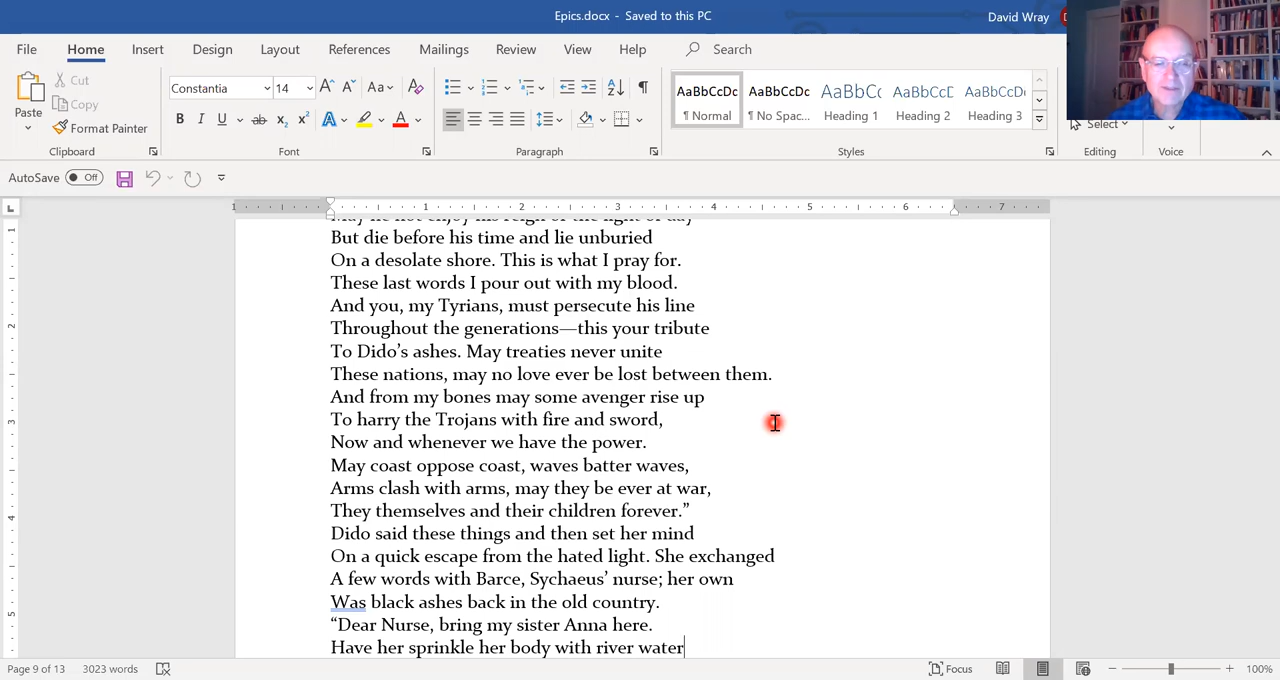 Epics.docx - Saved to this PC
David Wray
File Home Insert Design Layout References Mailings Review View Help Search
Paste
Cut
Copy
Format Painter
Constantia 14
AaBbCcDc AaBbCcDc AaBbCc AaBbCcD AaBbCcDc
¶ Normal ¶ No Spac... Heading 1 Heading 2 Heading 3
Select
Clipboard Font Paragraph Styles Editing Voice
AutoSave Off
1 1 2 3 4 5 6 7
But die before his time and lie unburied
On a desolate shore. This is what I pray for.
These last words I pour out with my blood.
And you, my Tyrians, must persecute his line
Throughout the generations—this your tribute
To Dido’s ashes. May treaties never unite
These nations, may no love ever be lost between them.
And from my bones may some avenger rise up
To harry the Trojans with fire and sword,
Now and whenever we have the power.
May coast oppose coast, waves batter waves,
Arms clash with arms, may they be ever at war,
They themselves and their children forever.”
Dido said these things and then set her mind
On a quick escape from the hated light. She exchanged
A few words with Barce, Sychaeus’ nurse; her own
Was black ashes back in the old country.
“Dear Nurse, bring my sister Anna here.
Have her sprinkle her body with river water
Page 9 of 13 3023 words Focus 100%